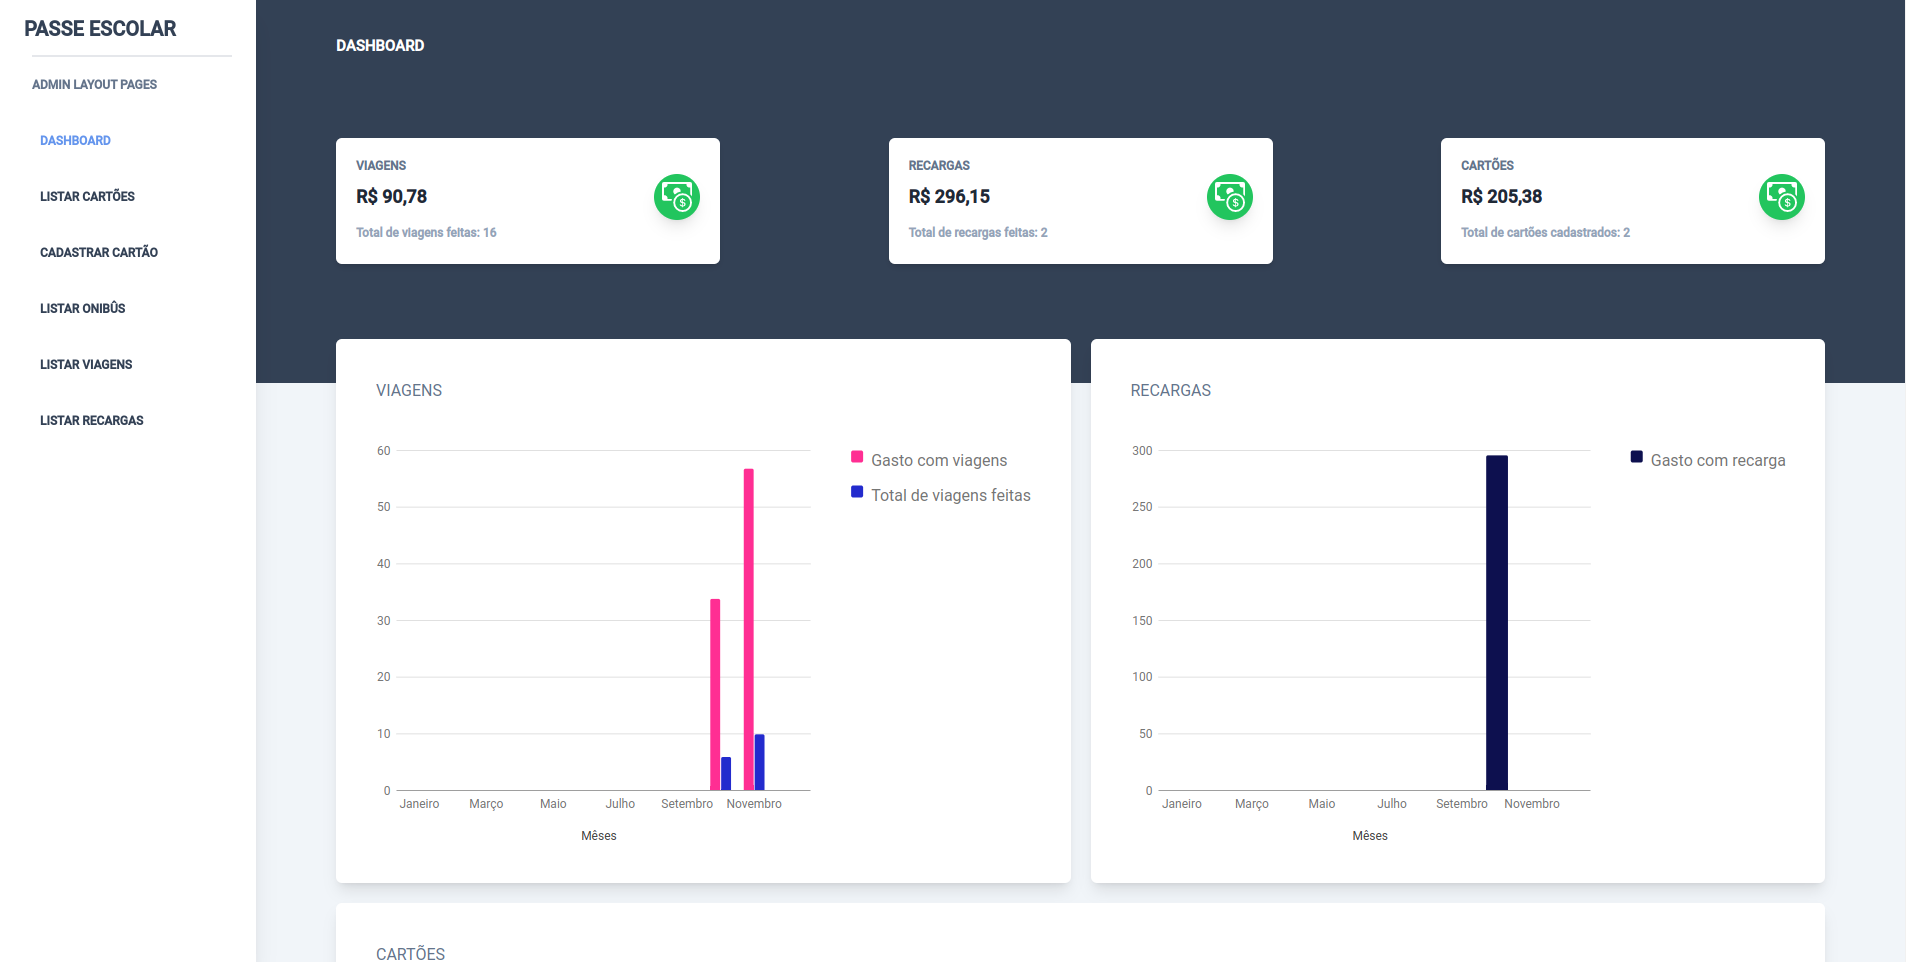 PASSE ESCOLAR
ADMIN LAYOUT PAGES
DASHBOARD
LISTAR CARTÕES
CADASTRAR CARTÃO
LISTAR ONIBÛS
LISTAR VIAGENS
LISTAR RECARGAS
DASHBOARD
VIAGENS
R$ 90,78
Total de viagens feitas: 16
$
RECARGAS
R$ 296,15
Total de recargas feitas: 2
$
CARTÕES
R$ 205,38
Total de cartões cadastrados: 2
$
VIAGENS
60
50
40
30
20
10
0
Janeiro Março Maio Julho Setembro Novembro
Mêses
Gasto com viagens
Total de viagens feitas
RECARGAS
300
250
200
150
100
50
0
Janeiro Março Maio Julho Setembro Novembro
Mêses
Gasto com recarga
CARTÕES